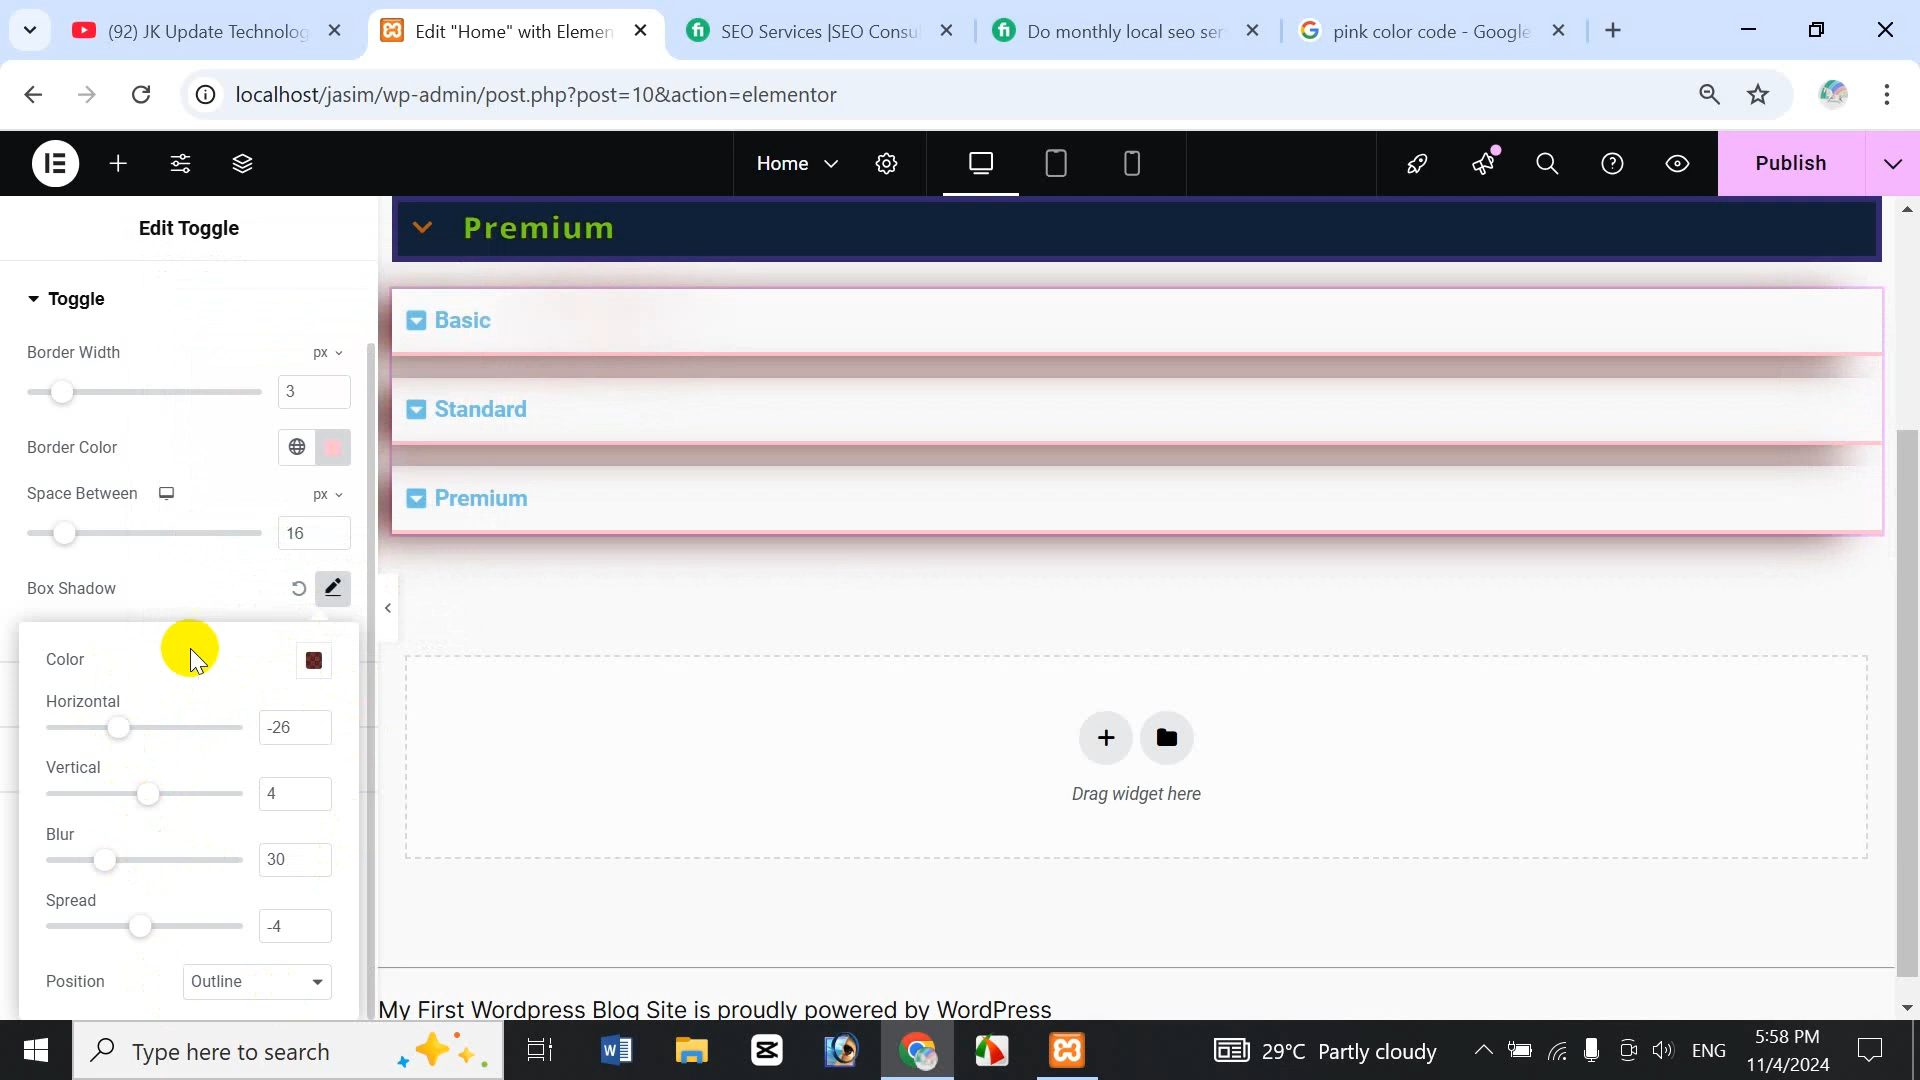 (92) JK Update Technolog
Edit "Home" with Elemen
SEO Services |SEO Consul
Do monthly local seo ser
pink color code - Google
localhost/jasim/wp-admin/post.php?post=10&action=elementor
Home
Publish
Edit Toggle
Toggle
Border Width
px
3
Border Color
Space Between
px
16
Box Shadow
Color
Horizontal
-26
Vertical
4
Blur
30
Spread
-4
Position
Outline
Premium
Basic
Standard
Premium
Drag widget here
My First Wordpress Blog Site is proudly powered by WordPress
Type here to search
29°C Partly cloudy
ENG
5:58 PM
11/4/2024